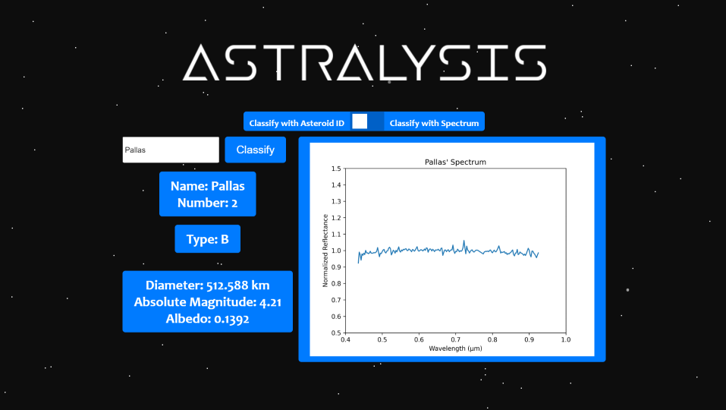 ASTRALYSIS
Classify with Asteroid ID
Classify with Spectrum
Pallas
Classify
Name: Pallas
Number: 2
Type: B
Diameter: 512.588 km
Absolute Magnitude: 4.21
Albedo: 0.1392
Pallas' Spectrum
Normalized Reflectance
1.5
1.4
1.3
1.2
1.1
1.0
0.9
0.8
0.7
0.6
0.5
0.4 0.5 0.6 0.7 0.8 0.9 1.0
Wavelength (µm)